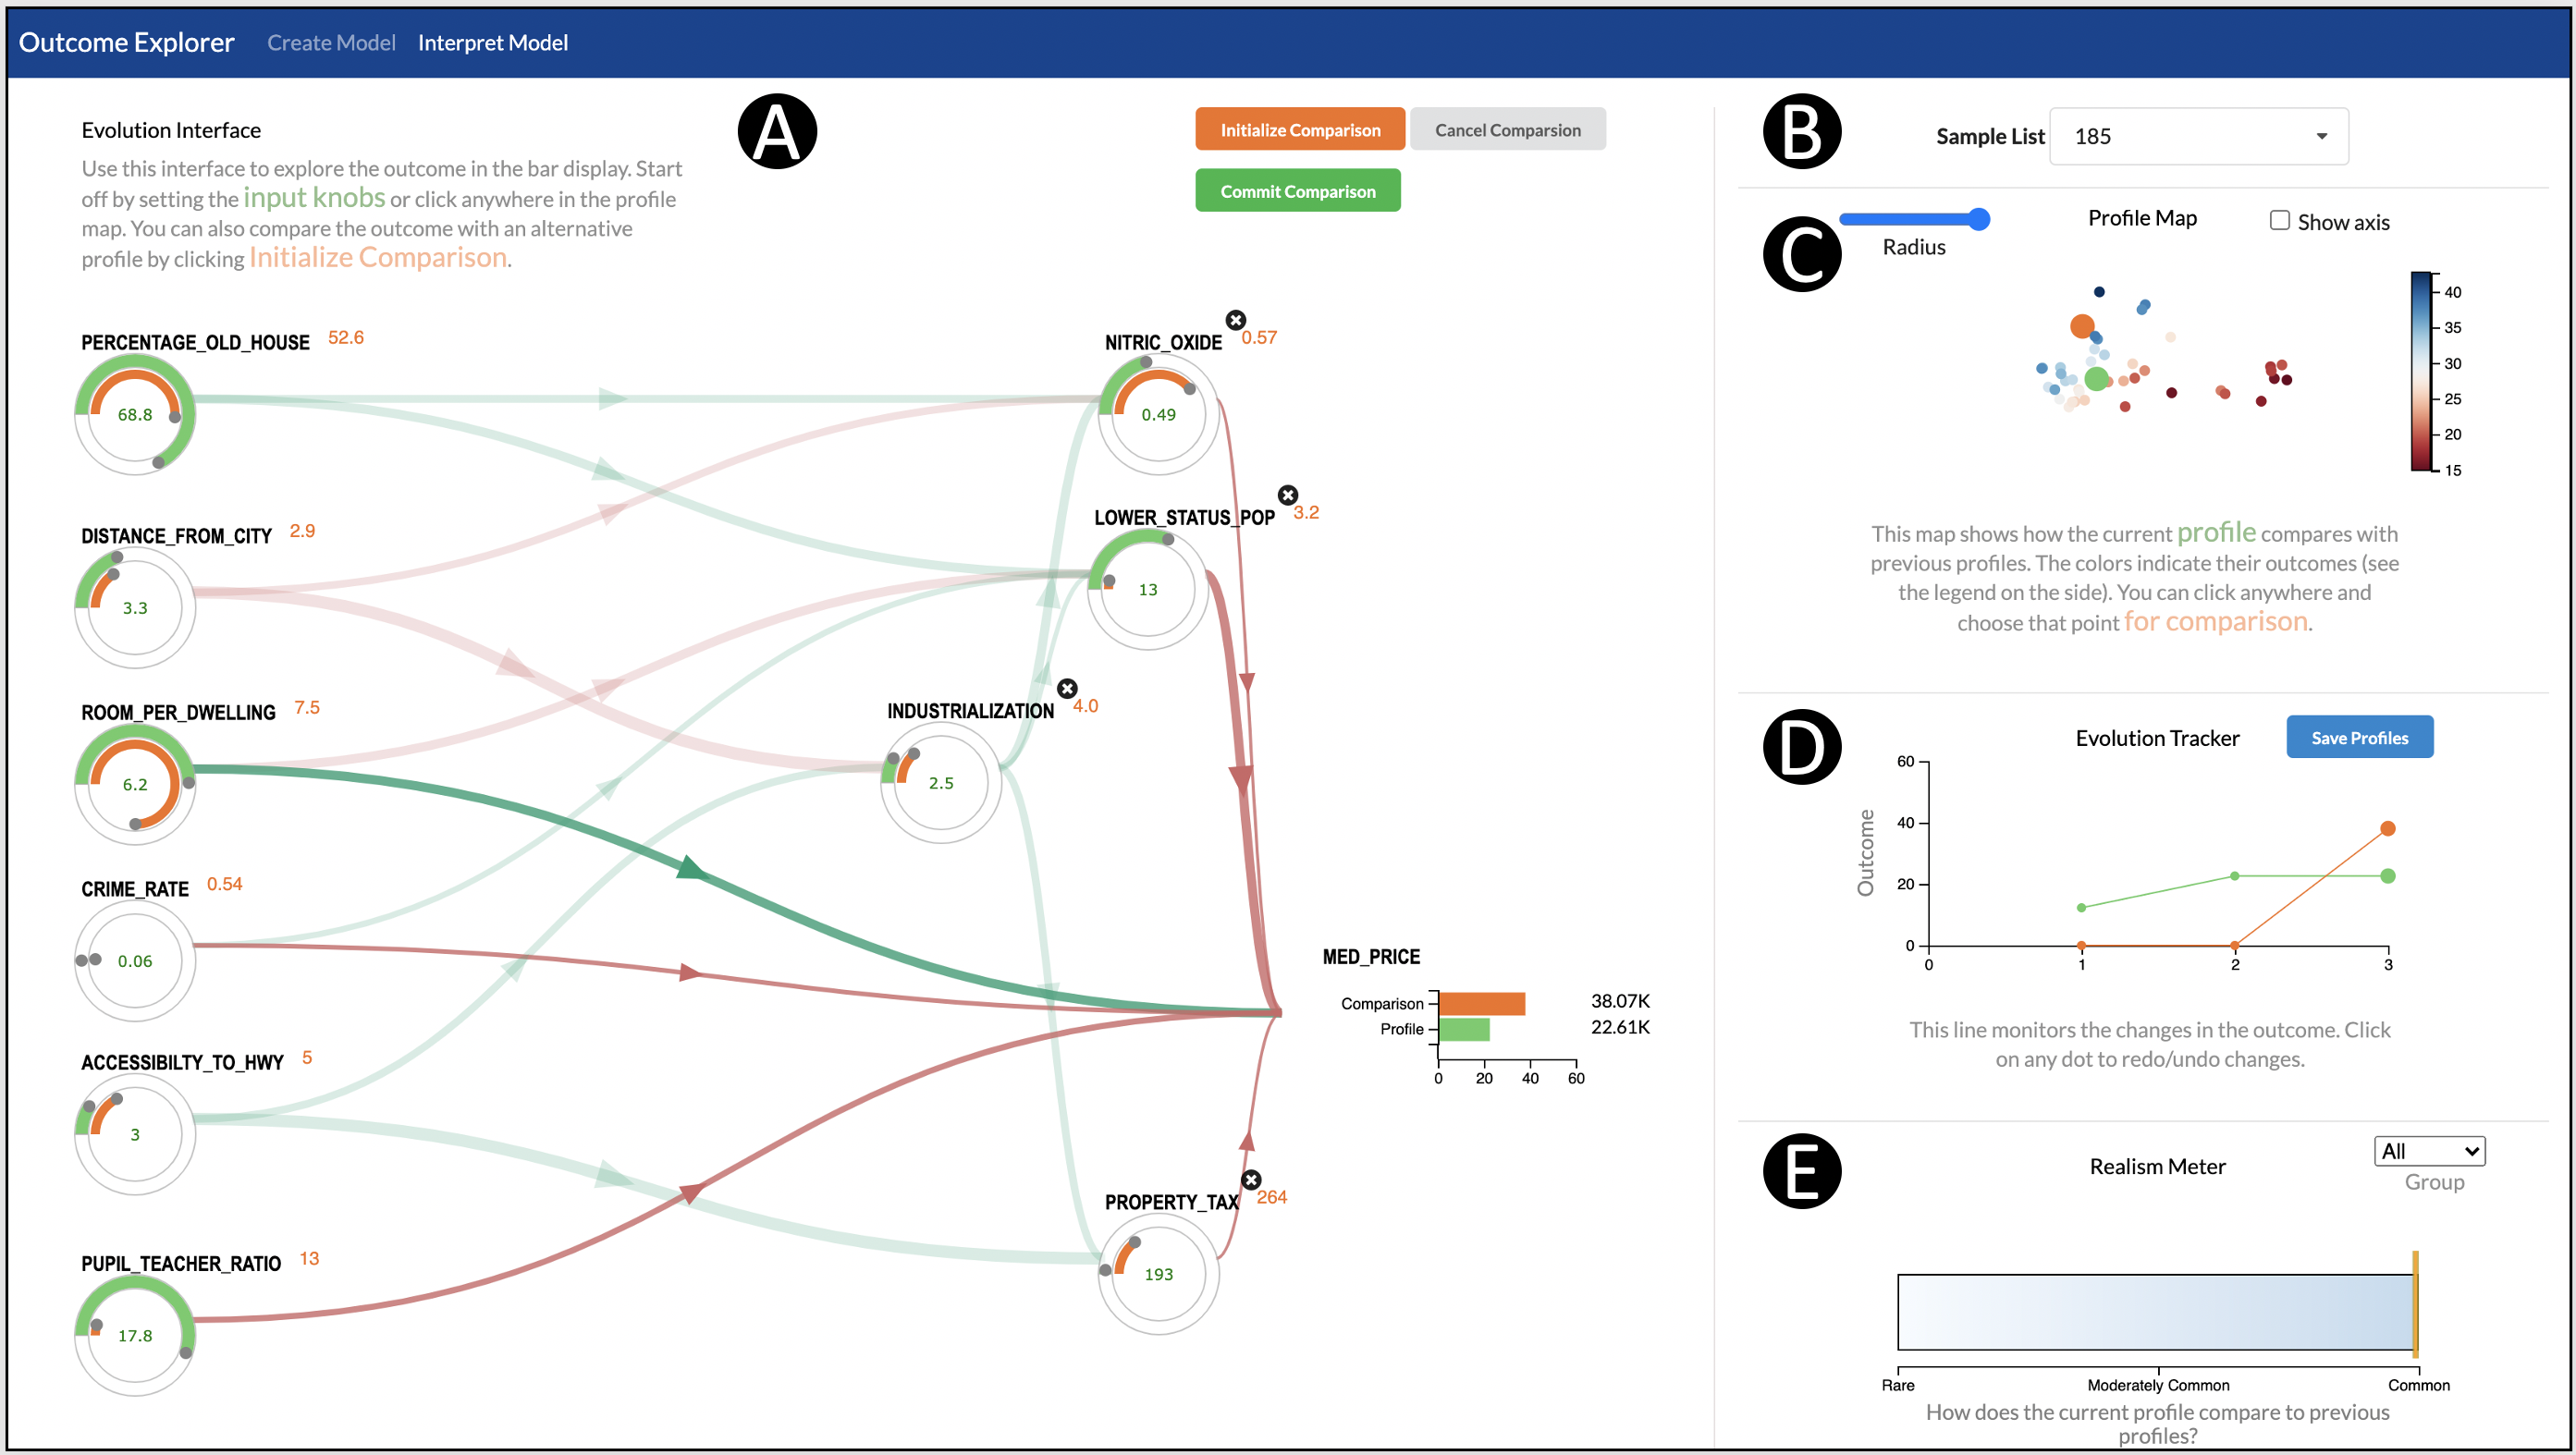 Outcome Explorer Create Model Interpret Model
A
Evolution Interface
Use this interface to explore the outcome in the bar display. Start
off by setting the input knobs or click anywhere in the profile
map. You can also compare the outcome with an alternative
profile by clicking Initialize Comparison.
Initialize Comparison Cancel Comparsion
Commit Comparison
PERCENTAGE_OLD_HOUSE 52.6
68.8
DISTANCE_FROM_CITY 2.9
3.3
ROOM_PER_DWELLING 7.5
6.2
CRIME_RATE 0.54
0.06
ACCESSIBILTY_TO_HWY 5
3
PUPIL_TEACHER_RATIO 13
17.8
NITRIC_OXIDE 0.57
0.49
LOWER_STATUS_POP 3.2
13
INDUSTRIALIZATION 4.0
2.5
PROPERTY_TAX 264
193
MED_PRICE
Comparison 38.07K
Profile 22.61K
0 20 40 60
B
Sample List 185
C
Radius
Profile Map
Show axis
40
35
30
25
20
15
This map shows how the current profile compares with
previous profiles. The colors indicate their outcomes (see
the legend on the side). You can click anywhere and
choose that point for comparison.
D
Evolution Tracker
Save Profiles
Outcome
60
40
20
0
0 1 2 3
This line monitors the changes in the outcome. Click
on any dot to redo/undo changes.
E
Realism Meter
All
Group
Rare Moderately Common Common
How does the current profile compare to previous
profiles?